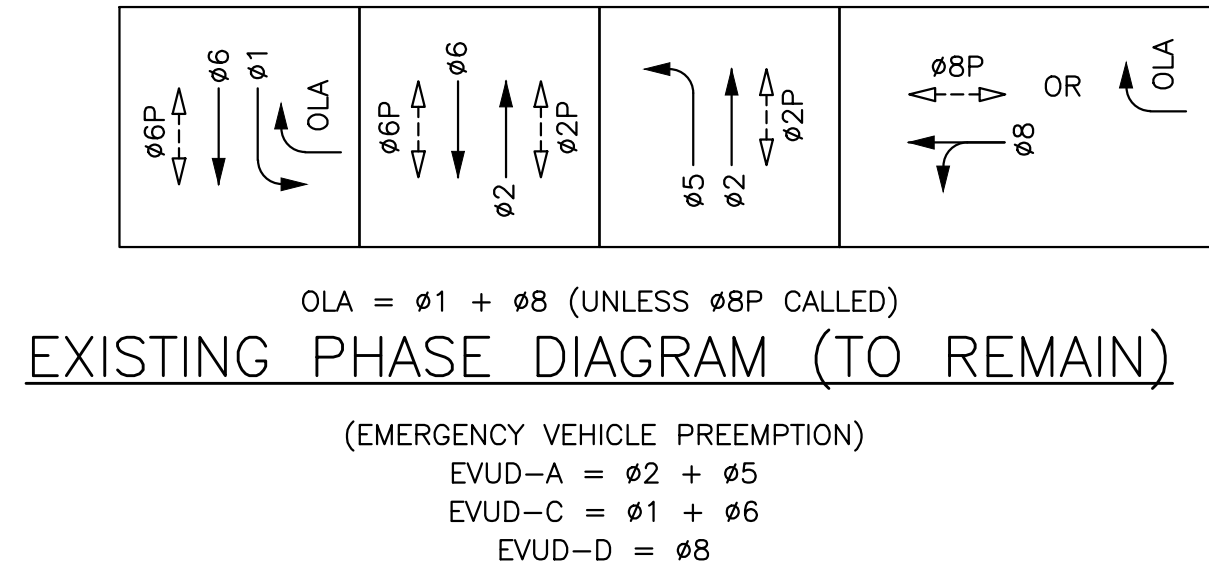 ø6P ø6 ø1 OLA
ø6P ø6 ø2 ø2P
ø5 ø2 ø2P
ø8P OR OLA
ø8
OLA = ø1 + ø8 (UNLESS ø8P CALLED)
EXISTING PHASE DIAGRAM (TO REMAIN)
(EMERGENCY VEHICLE PREEMPTION)
EVUD-A = ø2 + ø5
EVUD-C = ø1 + ø6
EVUD-D = ø8